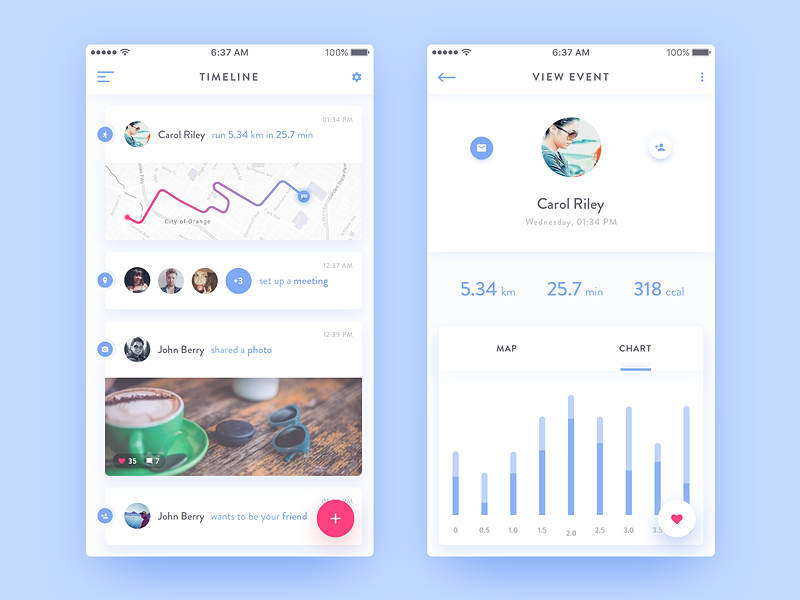 6:37 AM
100%
TIMELINE
01:34 PM
Carol Riley run 5.34 km in 25.7 min
City of Orange
12:37 AM
+3 set up a meeting
12:39 PM
John Berry shared a photo
35 7
John Berry wants to be your friend
+
6:37 AM
100%
VIEW EVENT
Carol Riley
Wednesday, 01:34 PM
5.34 km 25.7 min 318 ccal
MAP CHART
0 0.5 1.0 1.5 2.0 2.5 3.0